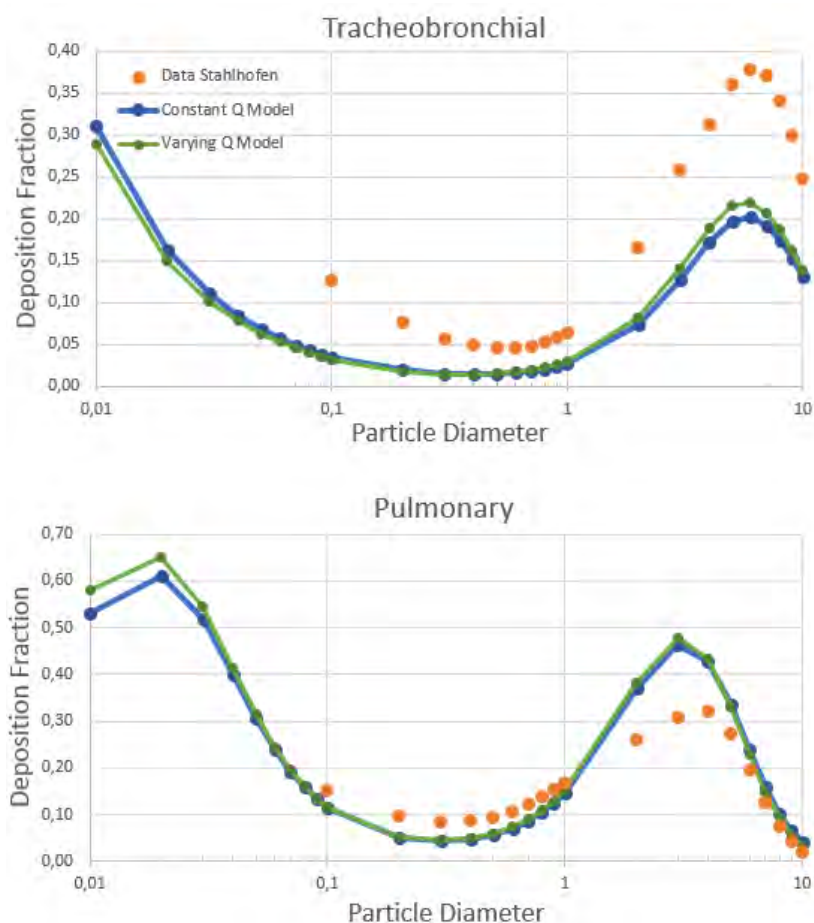 Tracheobronchial
0,40
0,35
0,30
0,25
0,20
0,15
0,10
0,05
0,00
Deposition Fraction
Data Stahlhofen
Constant Q Model
Varying Q Model
0,01
0,1
1
10
Particle Diameter
Pulmonary
0,70
0,60
0,50
0,40
0,30
0,20
0,10
0,00
Deposition Fraction
0,01
0,1
1
10
Particle Diameter